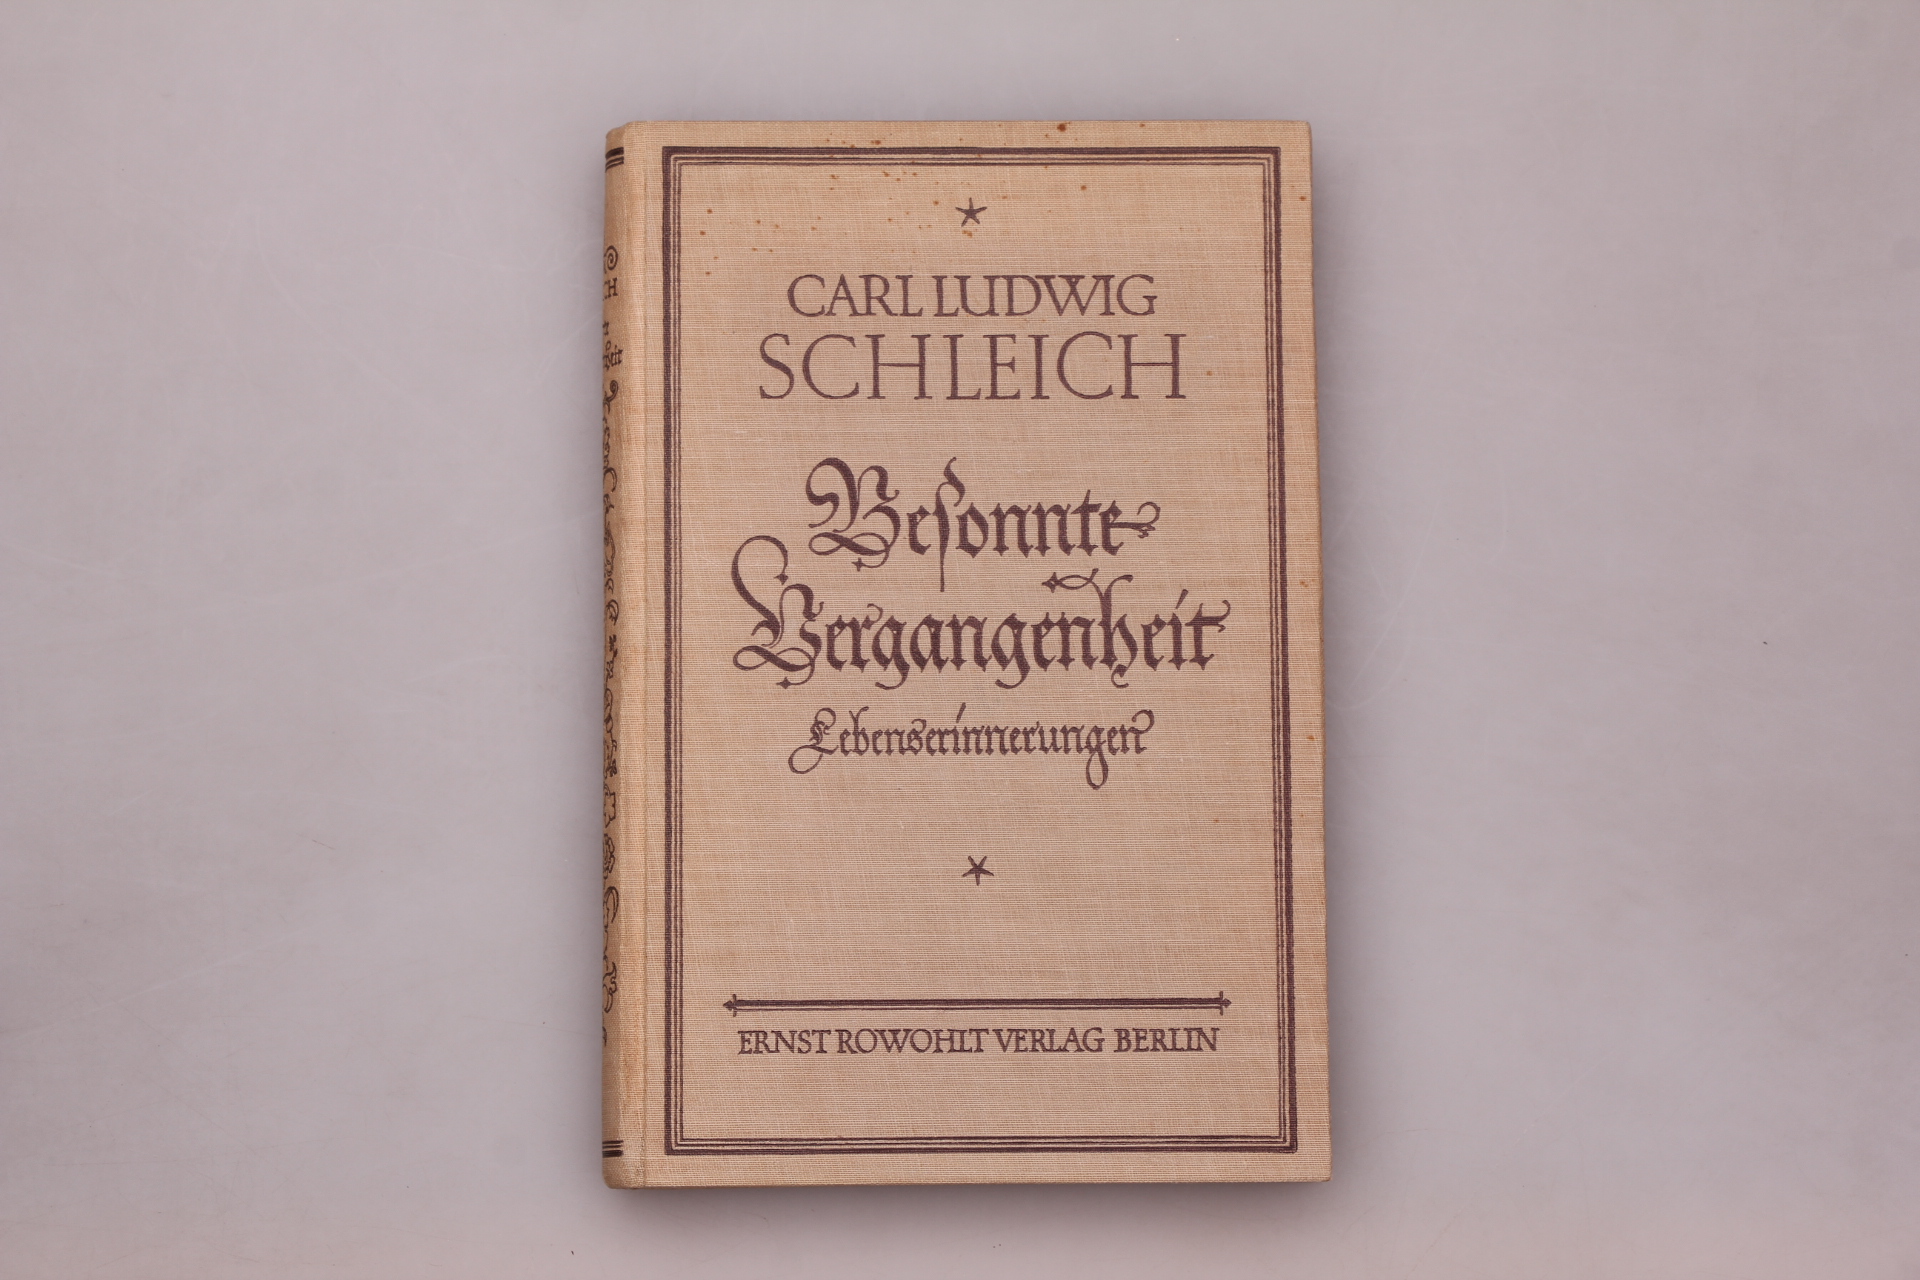 CARL LUDWIG
SCHLEICH
Beſonnte
Vergangenheit
Lebenserinnerungen
ERNST ROWOHLT VERLAG BERLIN